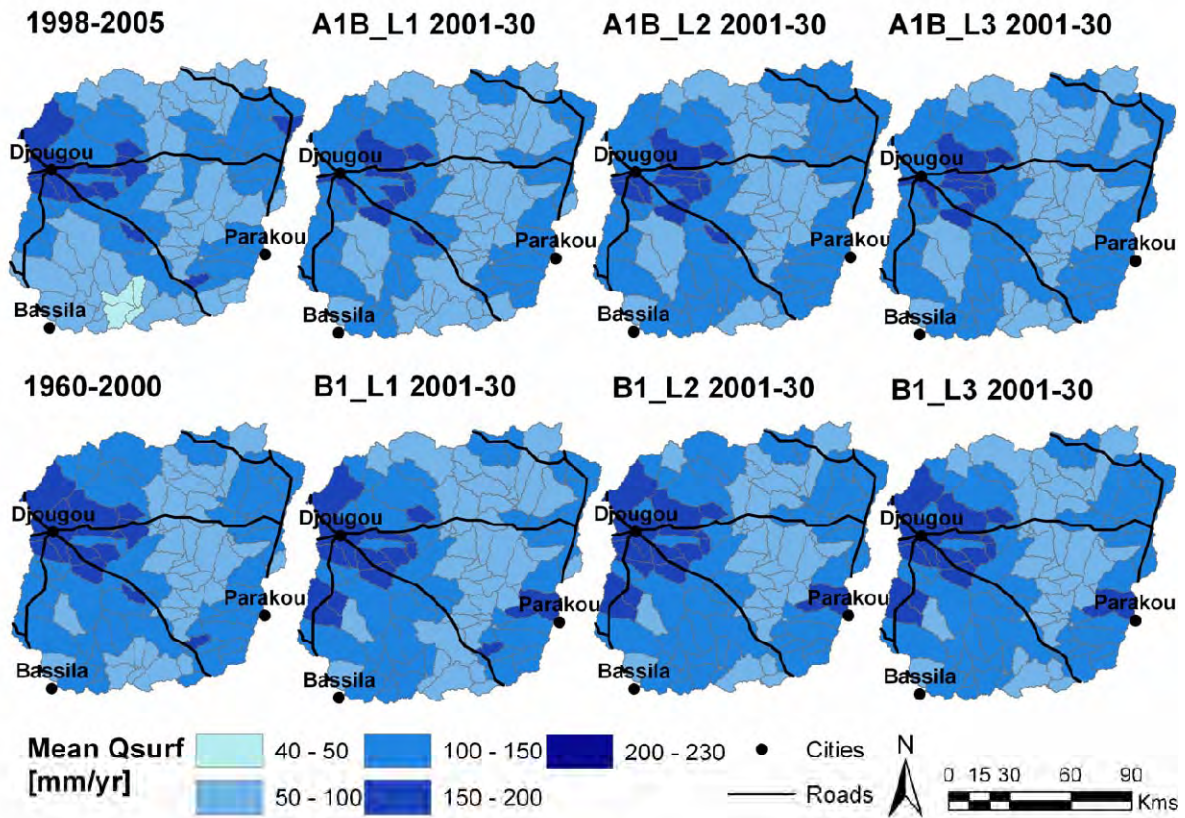 1998-2005 A1B_L1 2001-30 A1B_L2 2001-30 A1B_L3 2001-30
Djougou Djougou Djougou Djougou
Parakou Parakou Parakou Parakou
Bassila Bassila Bassila Bassila
1960-2000 B1_L1 2001-30 B1_L2 2001-30 B1_L3 2001-30
Djougou Djougou Djougou Djougou
Parakou Parakou Parakou Parakou
Bassila Bassila Bassila Bassila
Mean Qsurf 40 - 50 100 - 150 200 - 230 Cities N
[mm/yr] 50 - 100 150 - 200 Roads 0 15 30 60 90
Kms